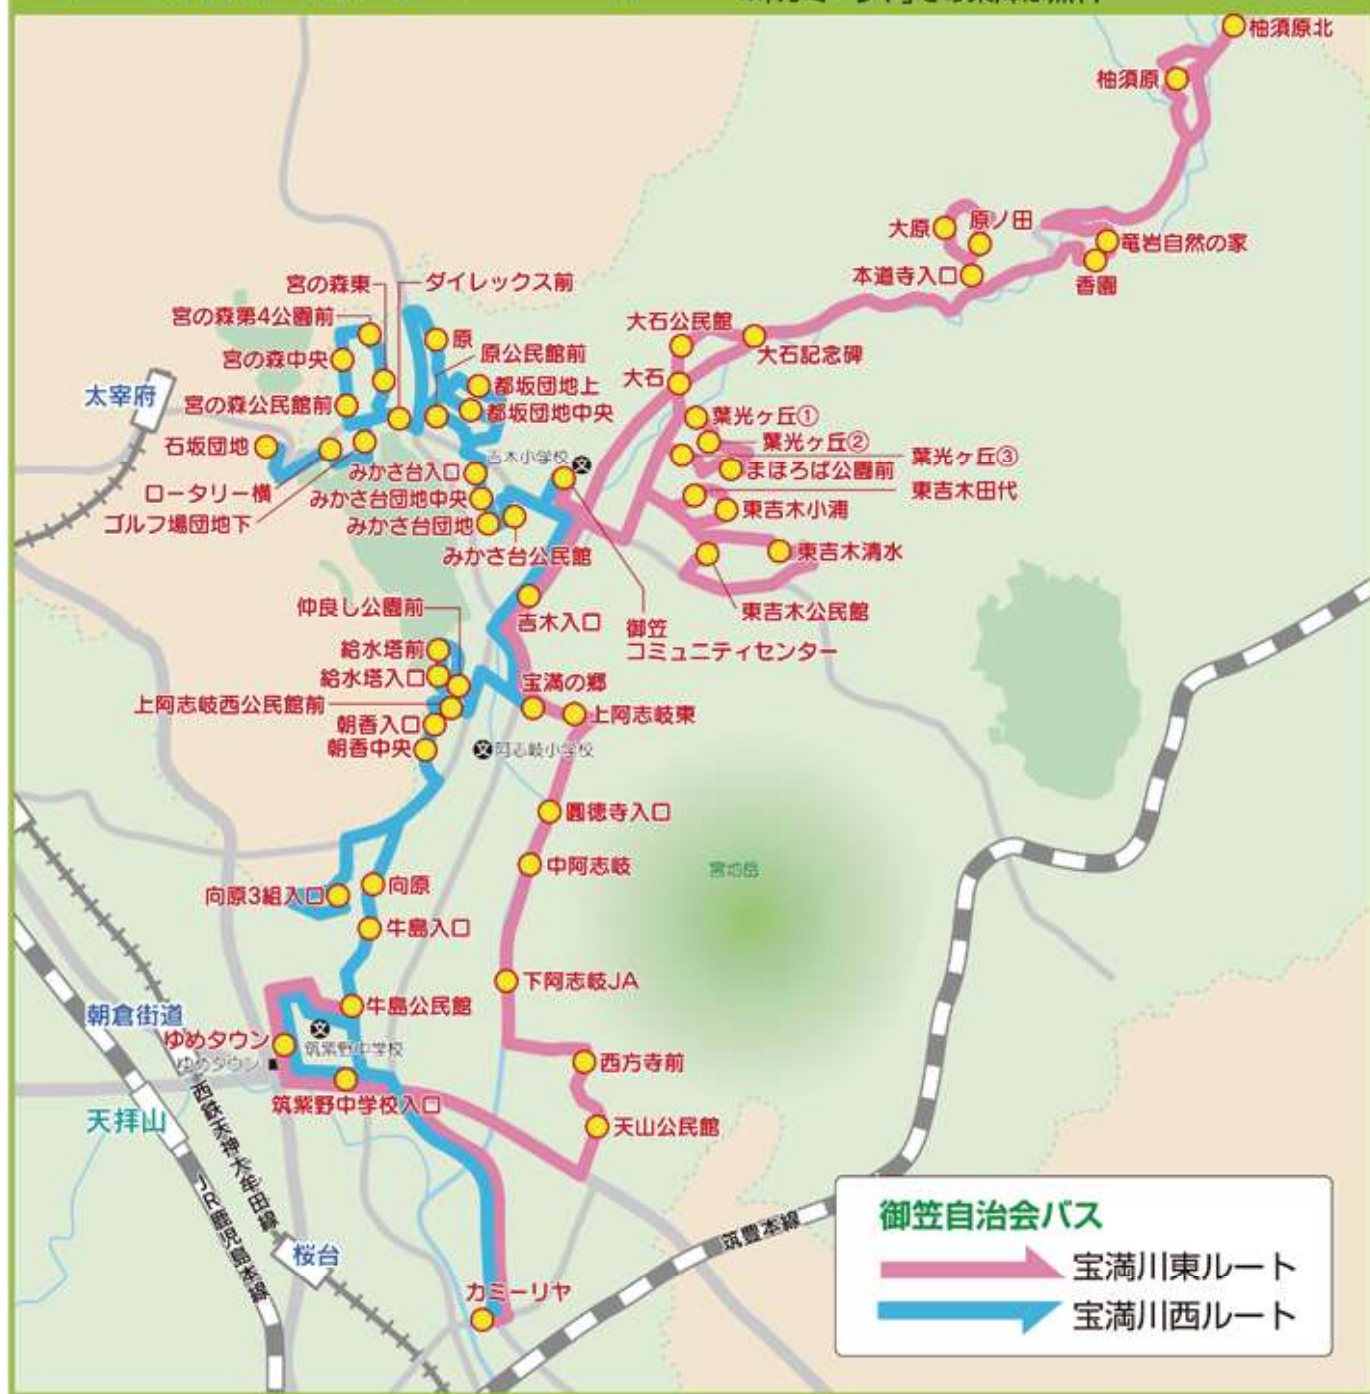 柚須原北
柚須原
大原
原ノ田
竜岩自然の家
本道寺入口
香園
宮の森東
ダイレックス前
宮の森第4公園前
大石公民館
大石記念碑
原
宮の森中央
原公民館前
大石
都坂団地上
太宰府
宮の森公民館前
都坂団地中央
葉光ヶ丘①
葉光ヶ丘②
葉光ヶ丘③
石坂団地
吉木小学校
文
まほろば公園前
みかさ台入口
ロータリー横
みかさ台団地中央
東吉木田代
東吉木小浦
ゴルフ場団地下
みかさ台団地
みかさ台公民館
東吉木清水
仲良し公園前
吉木入口
御笠
コミュニティセンター
東吉木公民館
給水塔前
給水塔入口
宝満の郷
上阿志岐西公民館前
上阿志岐東
朝香入口
朝香中央
文
阿志岐小学校
圓徳寺入口
中阿志岐
宮地岳
向原3組入口
向原
牛島入口
下阿志岐JA
牛島公民館
朝倉街道
ゆめタウン
ゆめタウン
文
筑紫野中学校
西方寺前
筑紫野中学校入口
天拝山
天山公民館
西鉄天神大牟田線
JR鹿児島本線
筑豊本線
桜台
カミーリヤ
御笠自治会バス
宝満川東ルート
宝満川西ルート